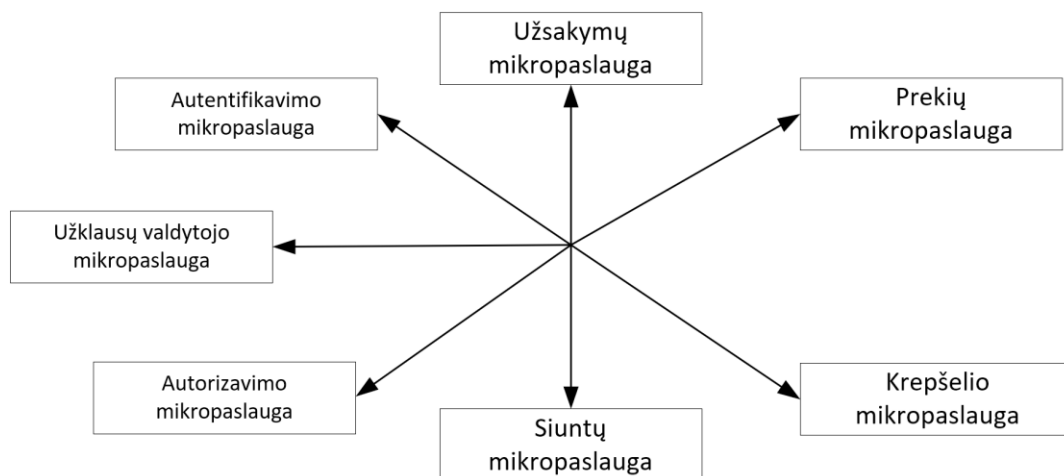 Užsakymų
mikropaslauga
Autentifikavimo
mikropaslauga
Prekių
mikropaslauga
Užklausų valdytojo
mikropaslauga
Autorizavimo
mikropaslauga
Krepšelio
mikropaslauga
Siuntų
mikropaslauga